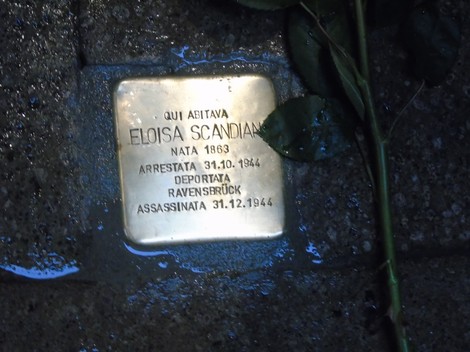 QUI ABITAVA
ELOISA SCANDIAN
NATA 1863
ARRESTATA 31.10.1944
DEPORTATA
RAVENSBRÜCK
ASSASSINATA 31.12.1944